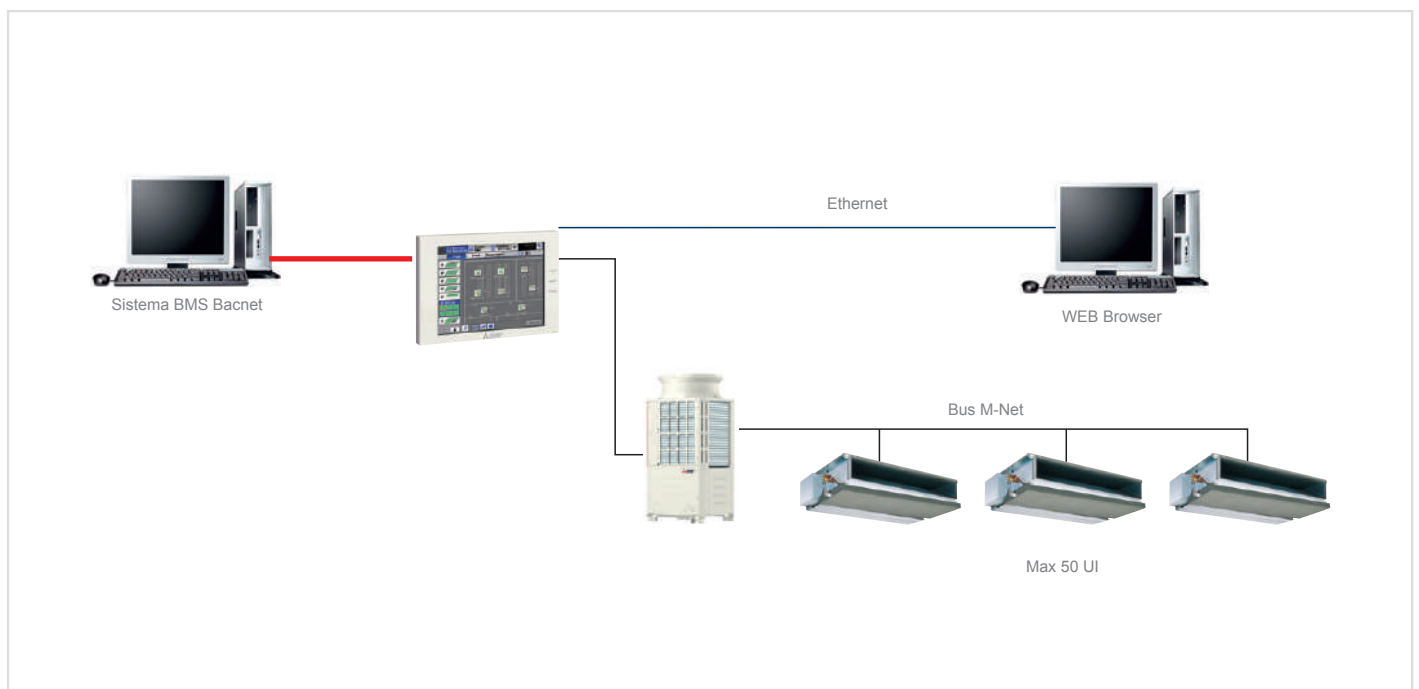 Ethernet
Sistema BMS Bacnet
WEB Browser
Bus M-Net
Max 50 UI